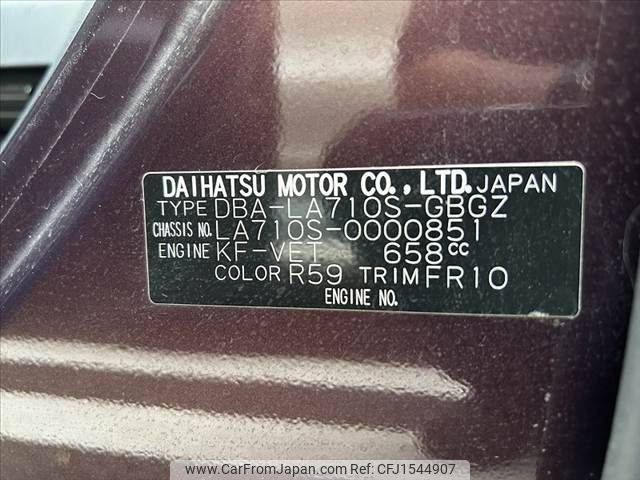 DAIHATSU MOTOR CO., LTD. JAPAN
TYPE DBA-LA710S-GBGZ
CHASSIS NO. LA710S-0000851
ENGINE KF-VET 658cc
COLOR R59 TRIM FR10
ENGINE NO.
www.CarFromJapan.com - CFJ1544907